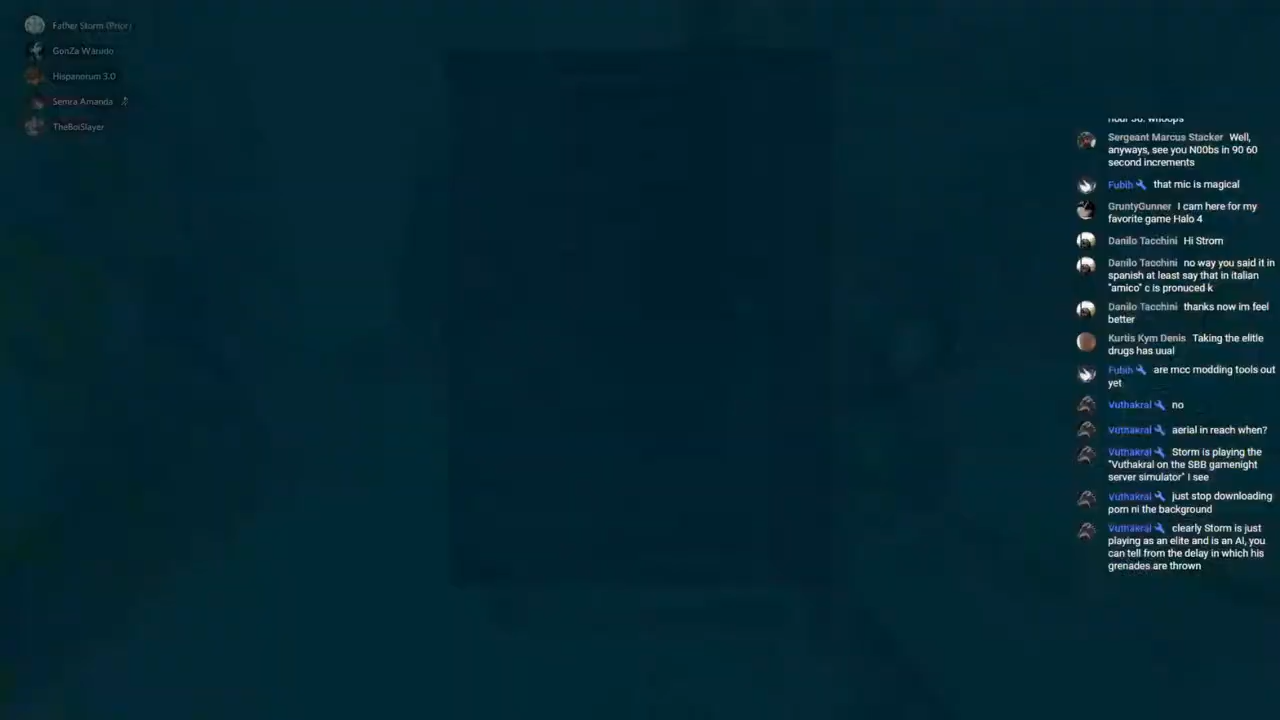 Father Storm (Prior)
GonZa Warudo
Hispanorum 3.0
Semra Amanda
TheBoiSlayer
hour 30. whoops
Sergeant Marcus Stacker Well,
anyways, see you N00bs in 90 60
second increments
Fubih that mic is magical
GruntyGunner I cam here for my
favorite game Halo 4
Danilo Tacchini Hi Strom
Danilo Tacchini no way you said it in
spanish at least say that in italian
"amico" c is pronuced k
Danilo Tacchini thanks now im feel
better
Kurtis Kym Denis Taking the elitle
drugs has uual
Fubih are mcc modding tools out
yet
Vuthakral no
Vuthakral aerial in reach when?
Vuthakral Storm is playing the
"Vuthakral on the SBB gamenight
server simulator" I see
Vuthakral just stop downloading
porn ni the background
Vuthakral clearly Storm is just
playing as an elite and is an AI, you
can tell from the delay in which his
grenades are thrown